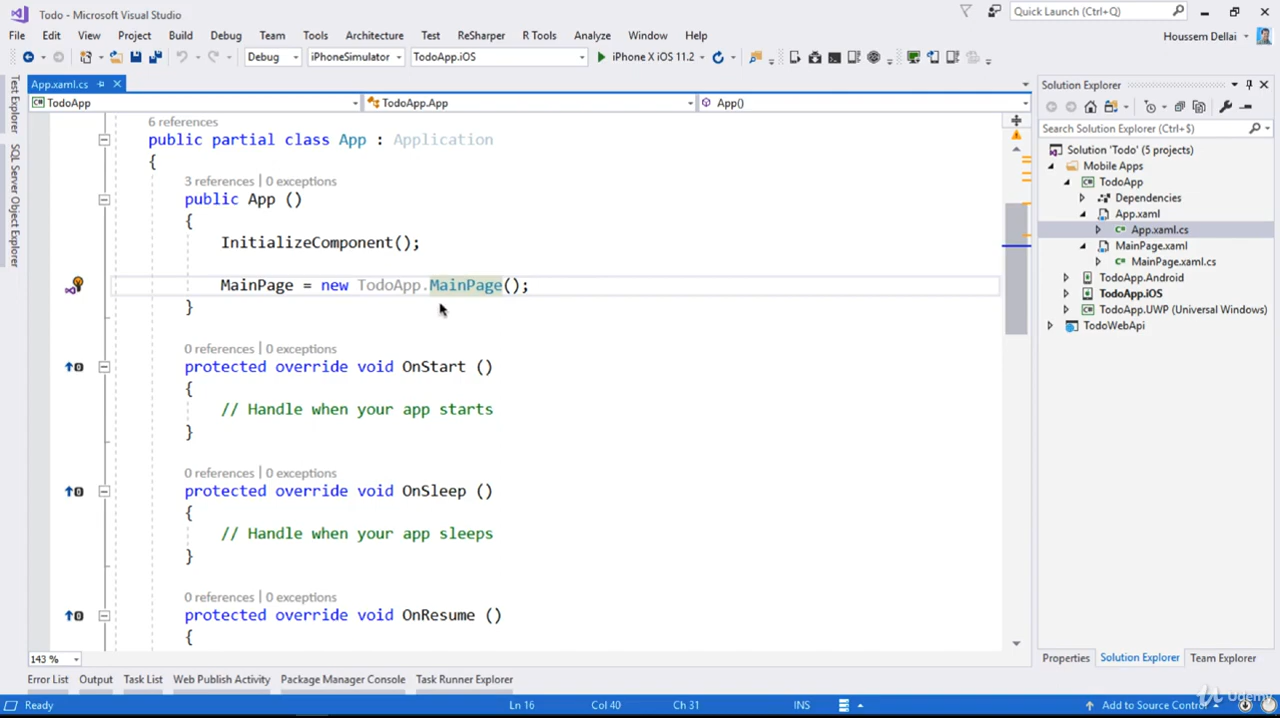 Todo - Microsoft Visual Studio
Quick Launch (Ctrl+Q)
File Edit View Project Build Debug Team Tools Architecture Test ReSharper R Tools Analyze Window Help
Houssem Dellai
Debug iPhoneSimulator TodoApp.iOS iPhone X iOS 11.2
Test Explorer
SQL Server Object Explorer
App.xaml.cs
TodoApp TodoApp.App App()
6 references
public partial class App : Application
{
3 references | 0 exceptions
public App ()
{
InitializeComponent();
MainPage = new TodoApp.MainPage();
}
0 references | 0 exceptions
protected override void OnStart ()
{
// Handle when your app starts
}
0 references | 0 exceptions
protected override void OnSleep ()
{
// Handle when your app sleeps
}
0 references | 0 exceptions
protected override void OnResume ()
{
143 %
Solution Explorer
Search Solution Explorer (Ctrl+$)
Solution 'Todo' (5 projects)
Mobile Apps
TodoApp
Dependencies
App.xaml
App.xaml.cs
MainPage.xaml
MainPage.xaml.cs
TodoApp.Android
TodoApp.iOS
TodoApp.UWP (Universal Windows)
TodoWebApi
Properties Solution Explorer Team Explorer
Error List Output Task List Web Publish Activity Package Manager Console Task Runner Explorer
Ready Ln 16 Col 40 Ch 31 INS Add to Source Control
Udemy